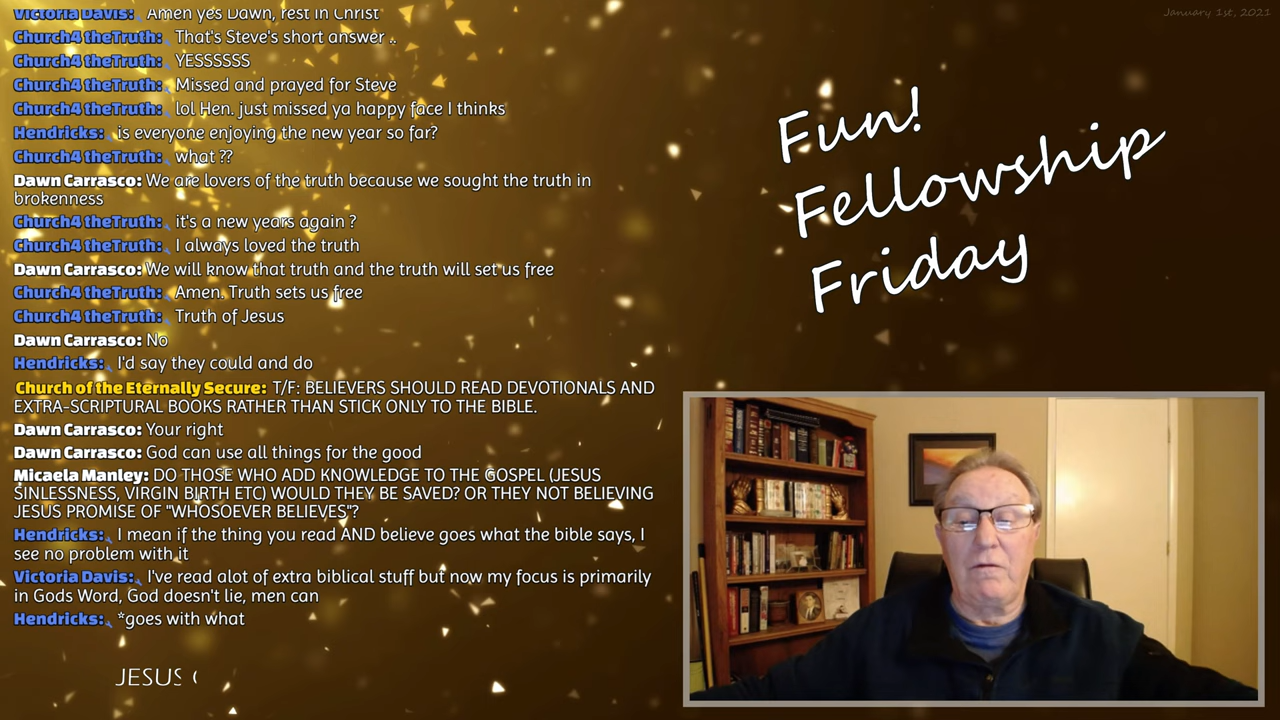 Victoria Davis: Amen yes Dawn, rest in Christ
Church4 theTruth: That's Steve's short answer ..
Church4 theTruth: YESSSSSS
Church4 theTruth: Missed and prayed for Steve
Church4 theTruth: lol Hen. just missed ya happy face I thinks
Hendricks: is everyone enjoying the new year so far?
Church4 theTruth: what ??
Dawn Carrasco: We are lovers of the truth because we sought the truth in
brokenness
Church4 theTruth: it's a new years again ?
Church4 theTruth: I always loved the truth
Dawn Carrasco: We will know that truth and the truth will set us free
Church4 theTruth: Amen. Truth sets us free
Church4 theTruth: Truth of Jesus
Dawn Carrasco: No
Hendricks: I'd say they could and do
Church of the Eternally Secure: T/F: BELIEVERS SHOULD READ DEVOTIONALS AND
EXTRA-SCRIPTURAL BOOKS RATHER THAN STICK ONLY TO THE BIBLE.
Dawn Carrasco: Your right
Dawn Carrasco: God can use all things for the good
Micaela Manley: DO THOSE WHO ADD KNOWLEDGE TO THE GOSPEL (JESUS
SINLESSNESS, VIRGIN BIRTH ETC) WOULD THEY BE SAVED? OR THEY NOT BELIEVING
JESUS PROMISE OF "WHOSOEVER BELIEVES"?
Hendricks: I mean if the thing you read AND believe goes what the bible says, I
see no problem with it
Victoria Davis: I've read alot of extra biblical stuff but now my focus is primarily
in Gods Word, God doesn't lie, men can
Hendricks: *goes with what
JESUS
January 1st, 2021
Fun!
Fellowship
Friday